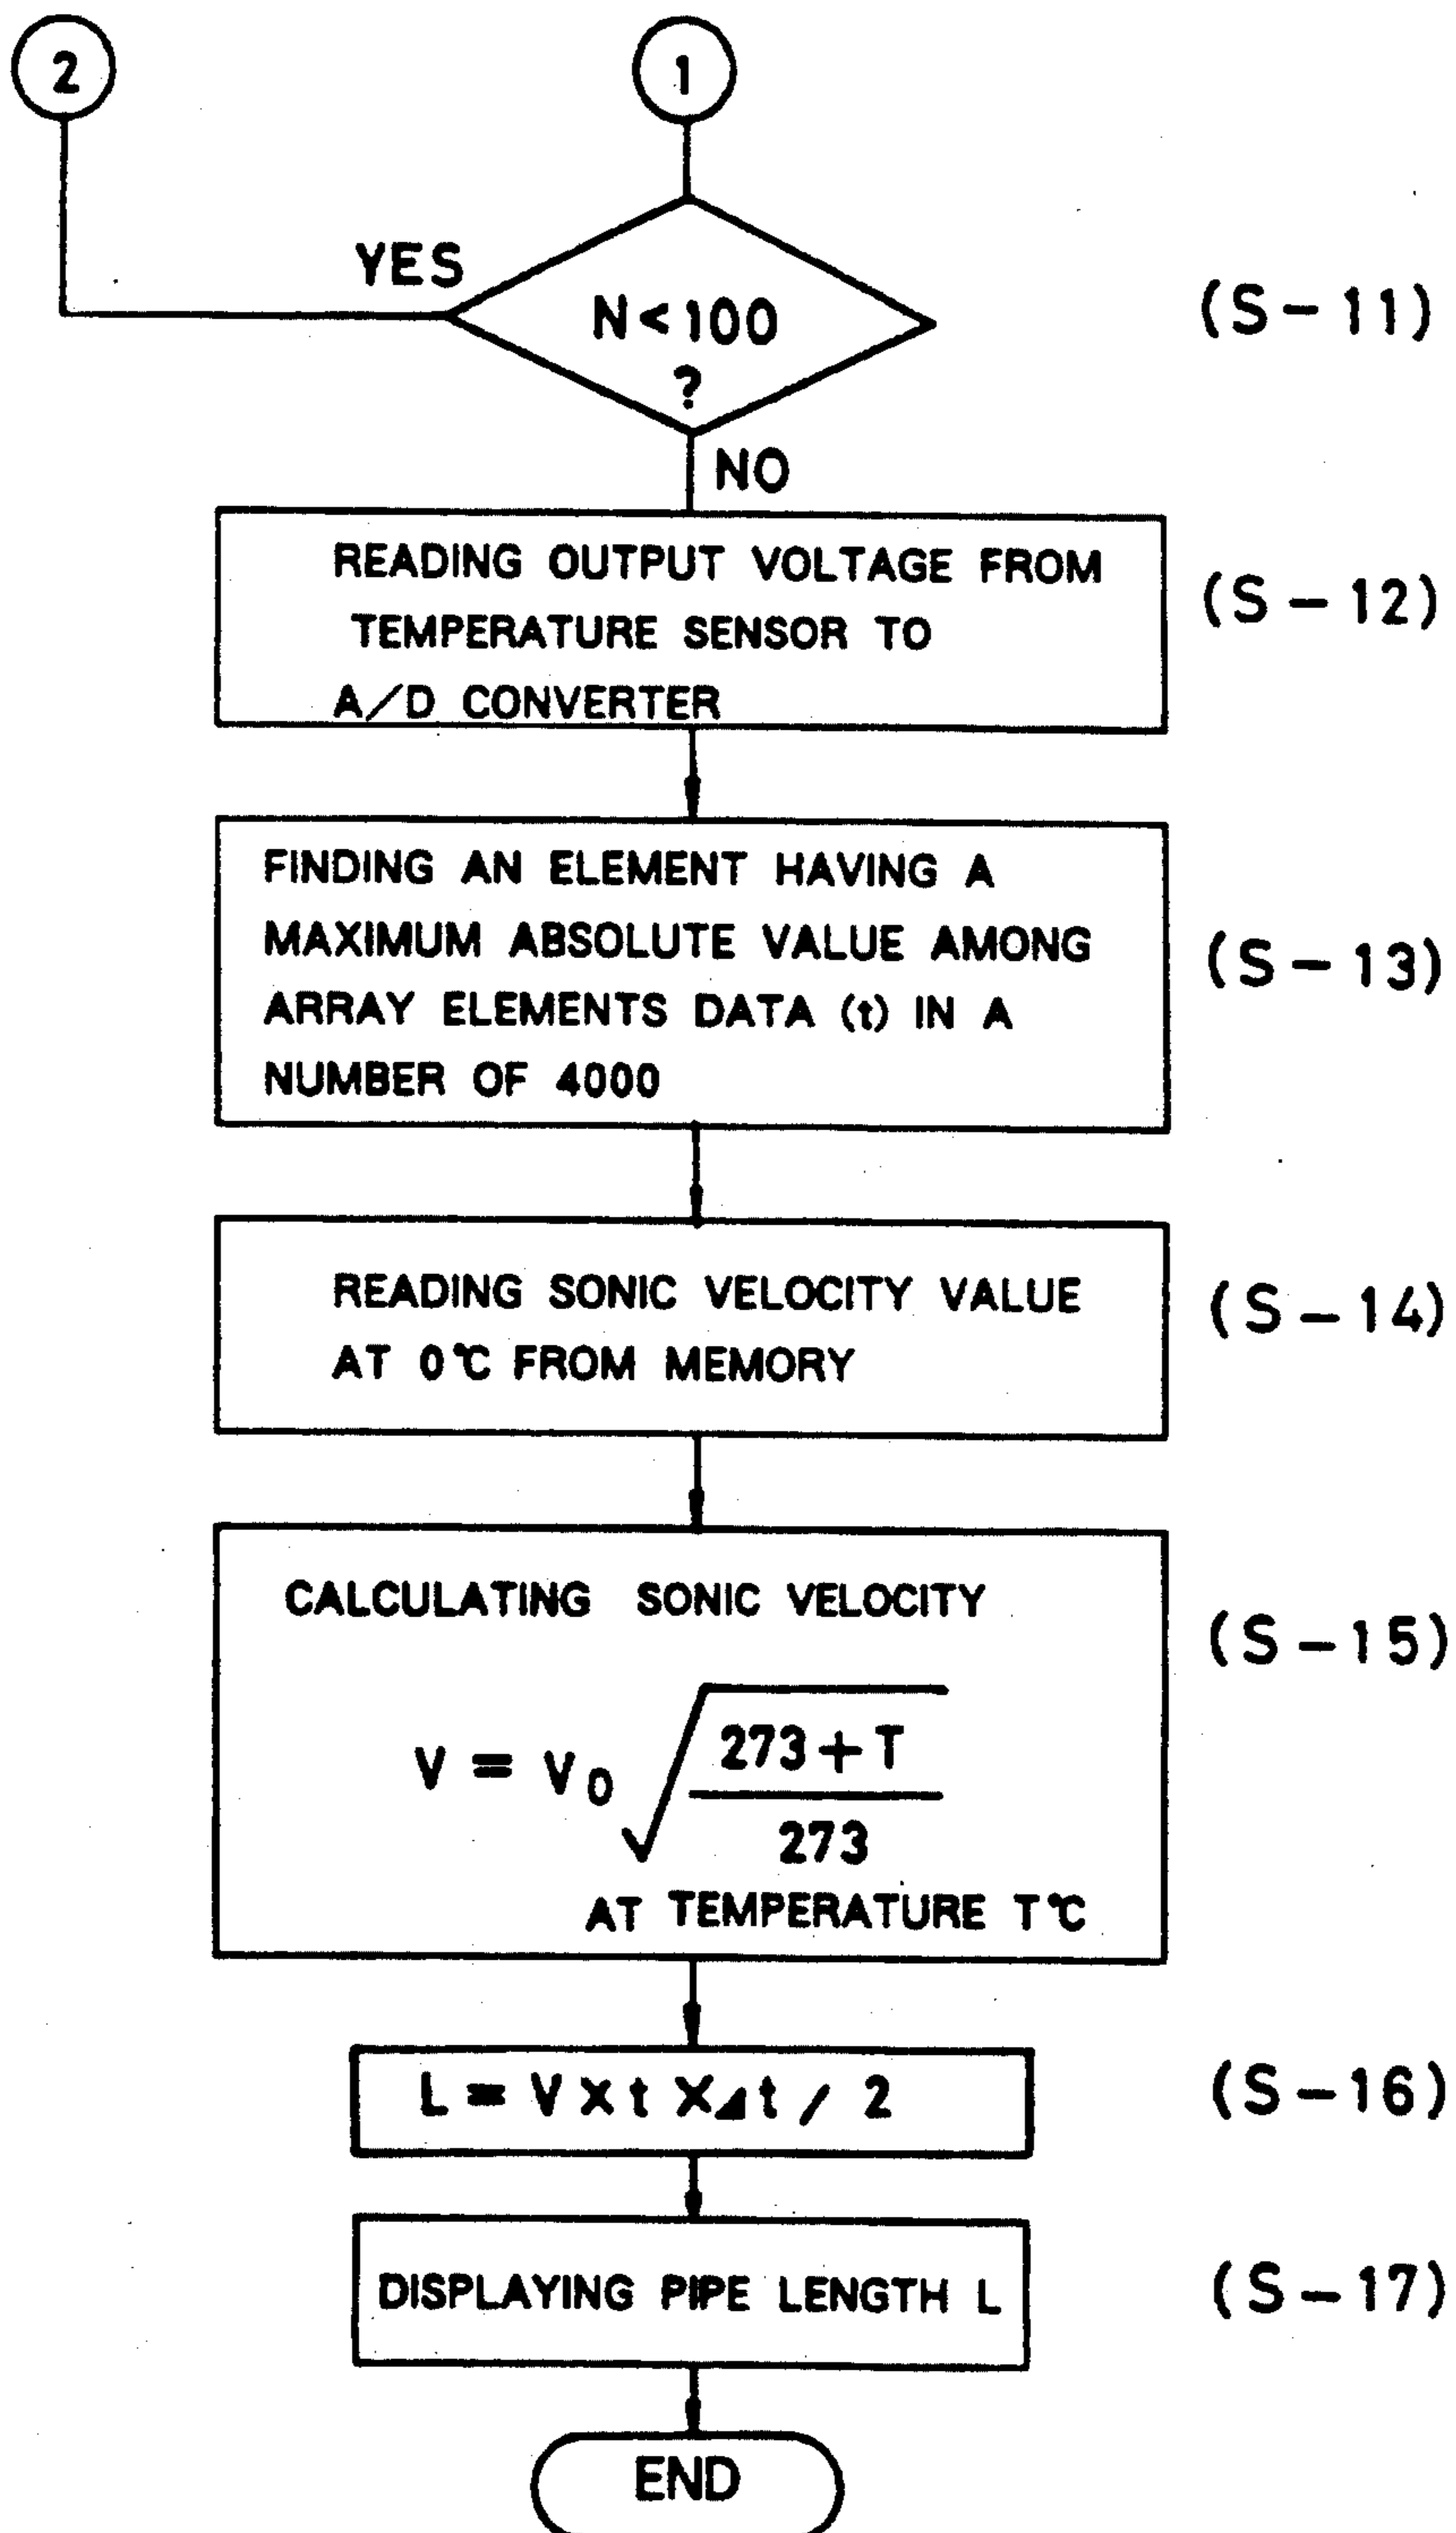 2
1
YES
N<100
?
(S-11)
NO
READING OUTPUT VOLTAGE FROM
TEMPERATURE SENSOR TO
A/D CONVERTER
(S-12)
FINDING AN ELEMENT HAVING A
MAXIMUM ABSOLUTE VALUE AMONG
ARRAY ELEMENTS DATA (t) IN A
NUMBER OF 4000
(S-13)
READING SONIC VELOCITY VALUE
AT 0℃ FROM MEMORY
(S-14)
CALCULATING SONIC VELOCITY
V = V₀ √
273+T
273
AT TEMPERATURE T℃
(S-15)
L = V X t X ⊿t / 2
(S-16)
DISPLAYING PIPE LENGTH L
(S-17)
END